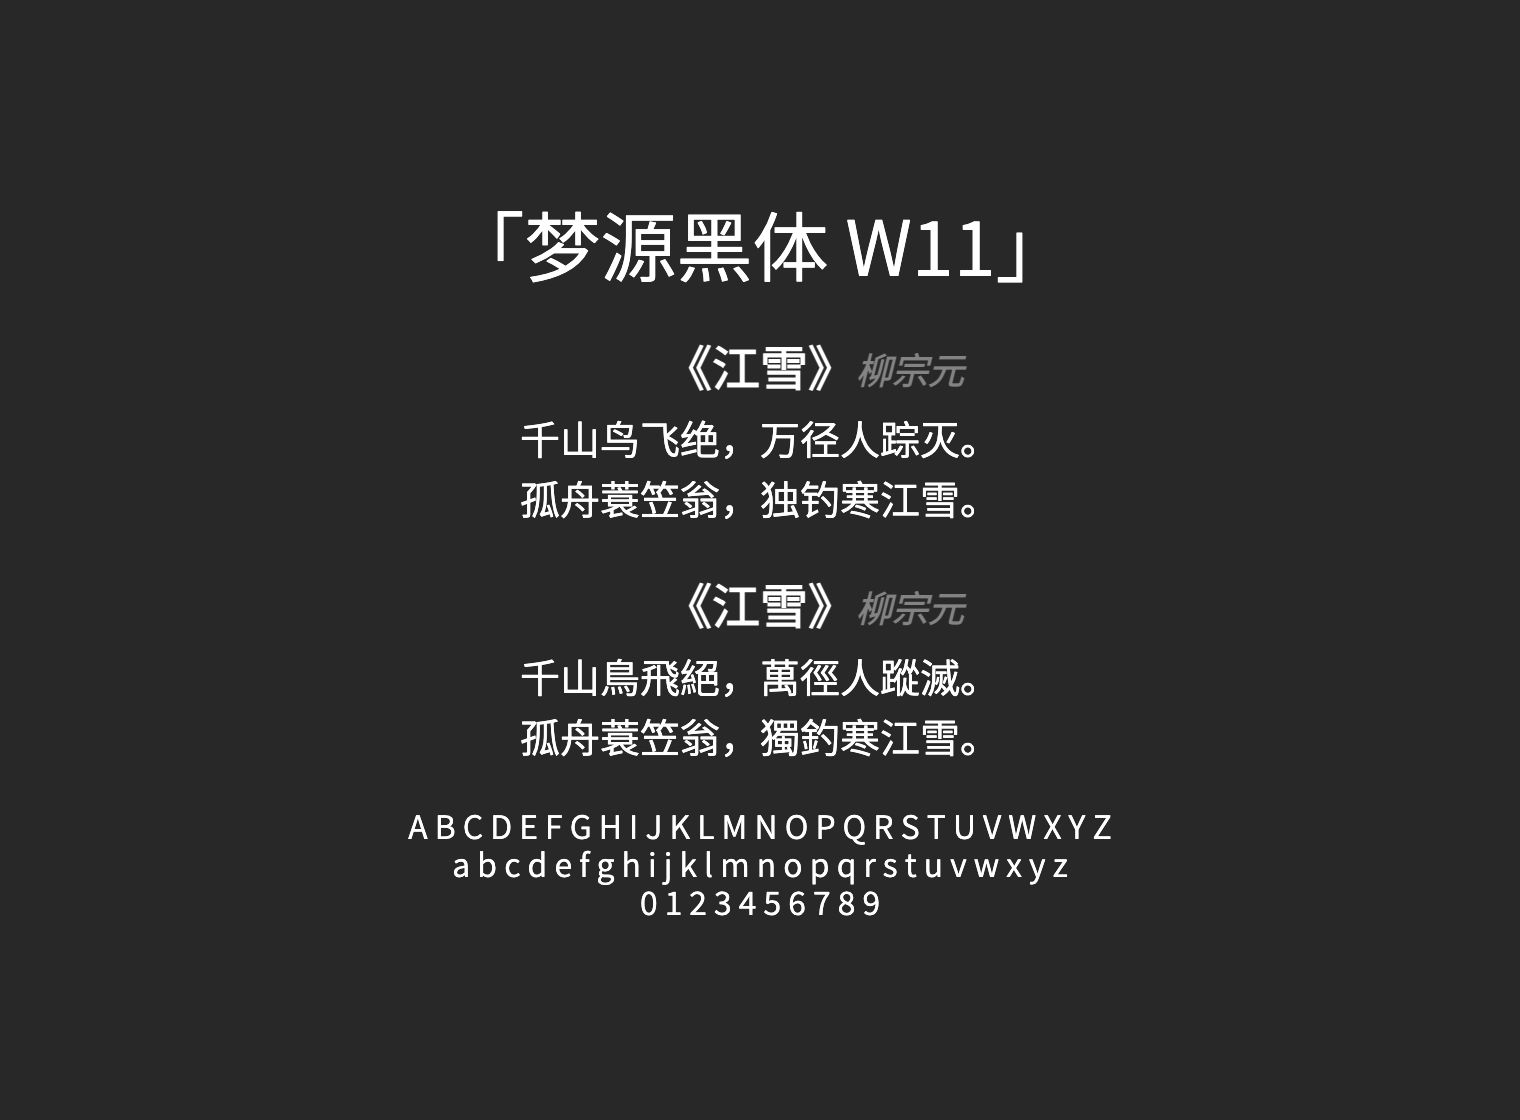 「梦源黑体 W11」
《江雪》 柳宗元
千山鸟飞绝，万径人踪灭。
孤舟蓑笠翁，独钓寒江雪。
《江雪》 柳宗元
千山鳥飛絕，萬徑人蹤滅。
孤舟蓑笠翁，獨釣寒江雪。
A B C D E F G H I J K L M N O P Q R S T U V W X Y Z
a b c d e f g h i j k l m n o p q r s t u v w x y z
0 1 2 3 4 5 6 7 8 9